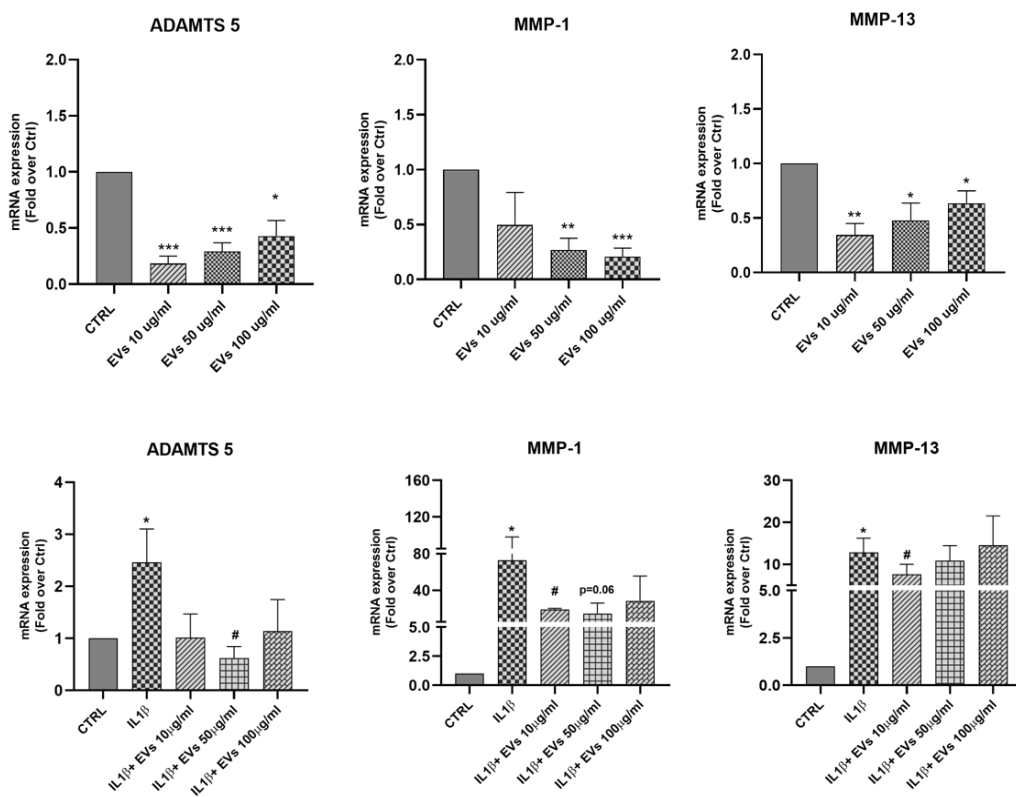 ADAMTS 5
mRNA expression
(Fold over Ctrl)
2.0
1.5
1.0
0.5
0.0
***
***
*
CTRL
EVs 10 ug/ml
EVs 50 ug/ml
EVs 100 ug/ml
MMP-1
mRNA expression
(Fold over Ctrl)
2.0
1.5
1.0
0.5
0.0
**
***
CTRL
EVs 10 ug/ml
EVs 50 ug/ml
EVs 100 ug/ml
MMP-13
mRNA expression
(Fold over Ctrl)
2.0
1.5
1.0
0.5
0.0
**
*
*
CTRL
EVs 10 ug/ml
EVs 50 ug/ml
EVs 100 ug/ml
ADAMTS 5
mRNA expression
(Fold over Ctrl)
4
3
2
1
0
*
#
CTRL
IL1β
IL1β+ EVs 10µg/ml
IL1β+ EVs 50µg/ml
IL1β+ EVs 100µg/ml
MMP-1
mRNA expression
(Fold over Ctrl)
160
120
80
40
5.0
2.5
0.0
*
#
p=0.06
CTRL
IL1β
IL1β+ EVs 10µg/ml
IL1β+ EVs 50µg/ml
IL1β+ EVs 100µg/ml
MMP-13
mRNA expression
(Fold over Ctrl)
30
20
10
5.0
2.5
0.0
*
#
CTRL
IL1β
IL1β+ EVs 10µg/ml
IL1β+ EVs 50µg/ml
IL1β+ EVs 100µg/ml